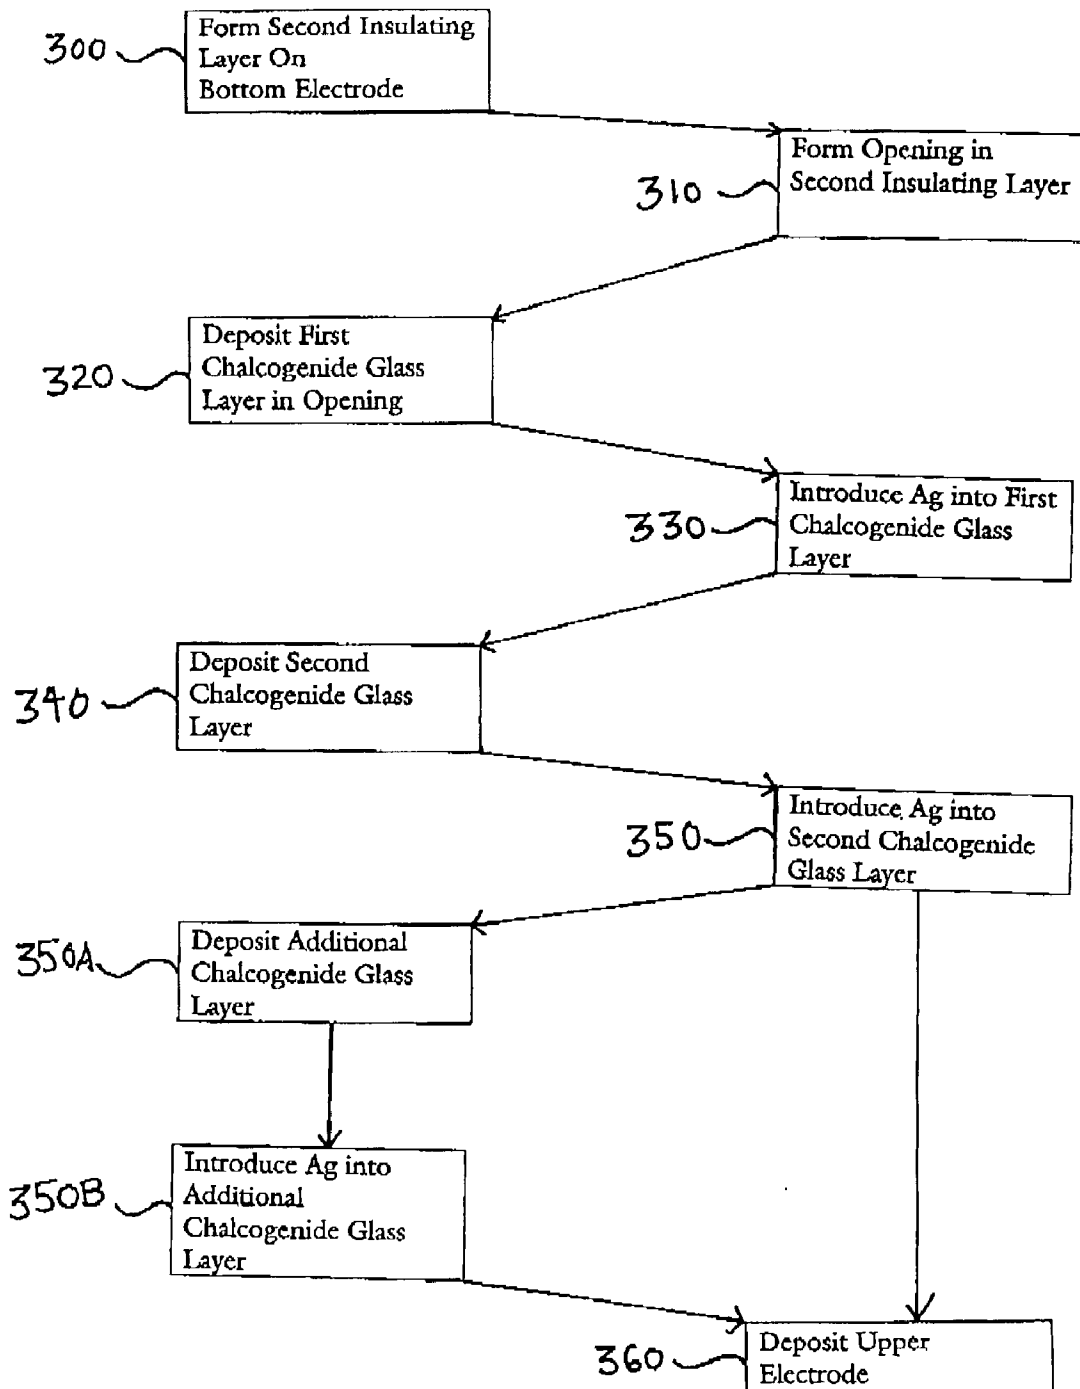 300
Form Second Insulating
Layer On
Bottom Electrode
310
Form Opening in
Second Insulating Layer
320
Deposit First
Chalcogenide Glass
Layer in Opening
330
Introduce Ag into First
Chalcogenide Glass
Layer
340
Deposit Second
Chalcogenide Glass
Layer
350
Introduce Ag into
Second Chalcogenide
Glass Layer
350A
Deposit Additional
Chalcogenide Glass
Layer
350B
Introduce Ag into
Additional
Chalcogenide Glass
Layer
360
Deposit Upper
Electrode